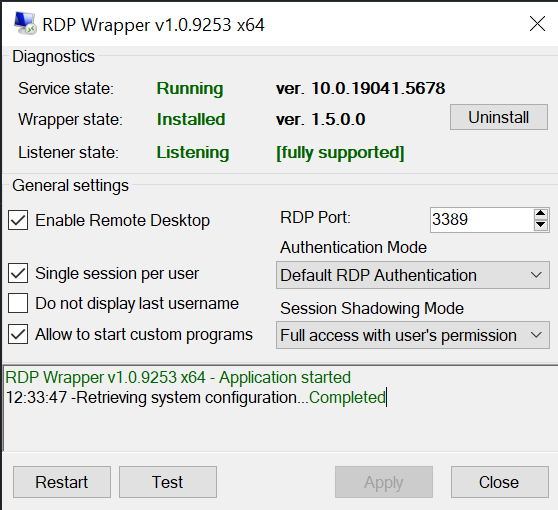 RDP Wrapper v1.0.9253 x64
Diagnostics
Service state: Running ver. 10.0.19041.5678
Wrapper state: Installed ver. 1.5.0.0 Uninstall
Listener state: Listening [fully supported]
General settings
Enable Remote Desktop RDP Port: 3389
Authentication Mode
Single session per user Default RDP Authentication
Do not display last username Session Shadowing Mode
Allow to start custom programs Full access with user's permission
RDP Wrapper v1.0.9253 x64 - Application started
12:33:47 -Retrieving system configuration...Completed
Restart Test Apply Close